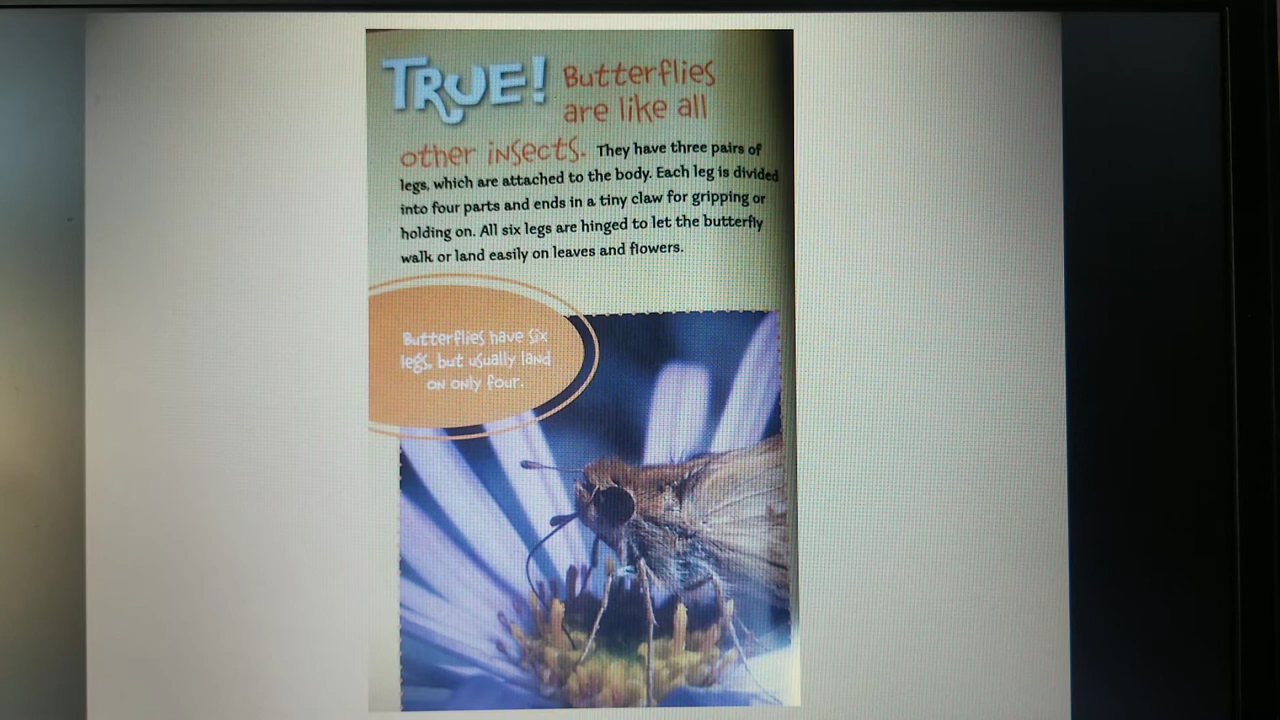 TRUE! Butterflies
are like all
other insects. They have three pairs of
legs, which are attached to the body. Each leg is divided
into four parts and ends in a tiny claw for gripping or
holding on. All six legs are hinged to let the butterfly
walk or land easily on leaves and flowers.
Butterflies have six
legs, but usually land
on only four.